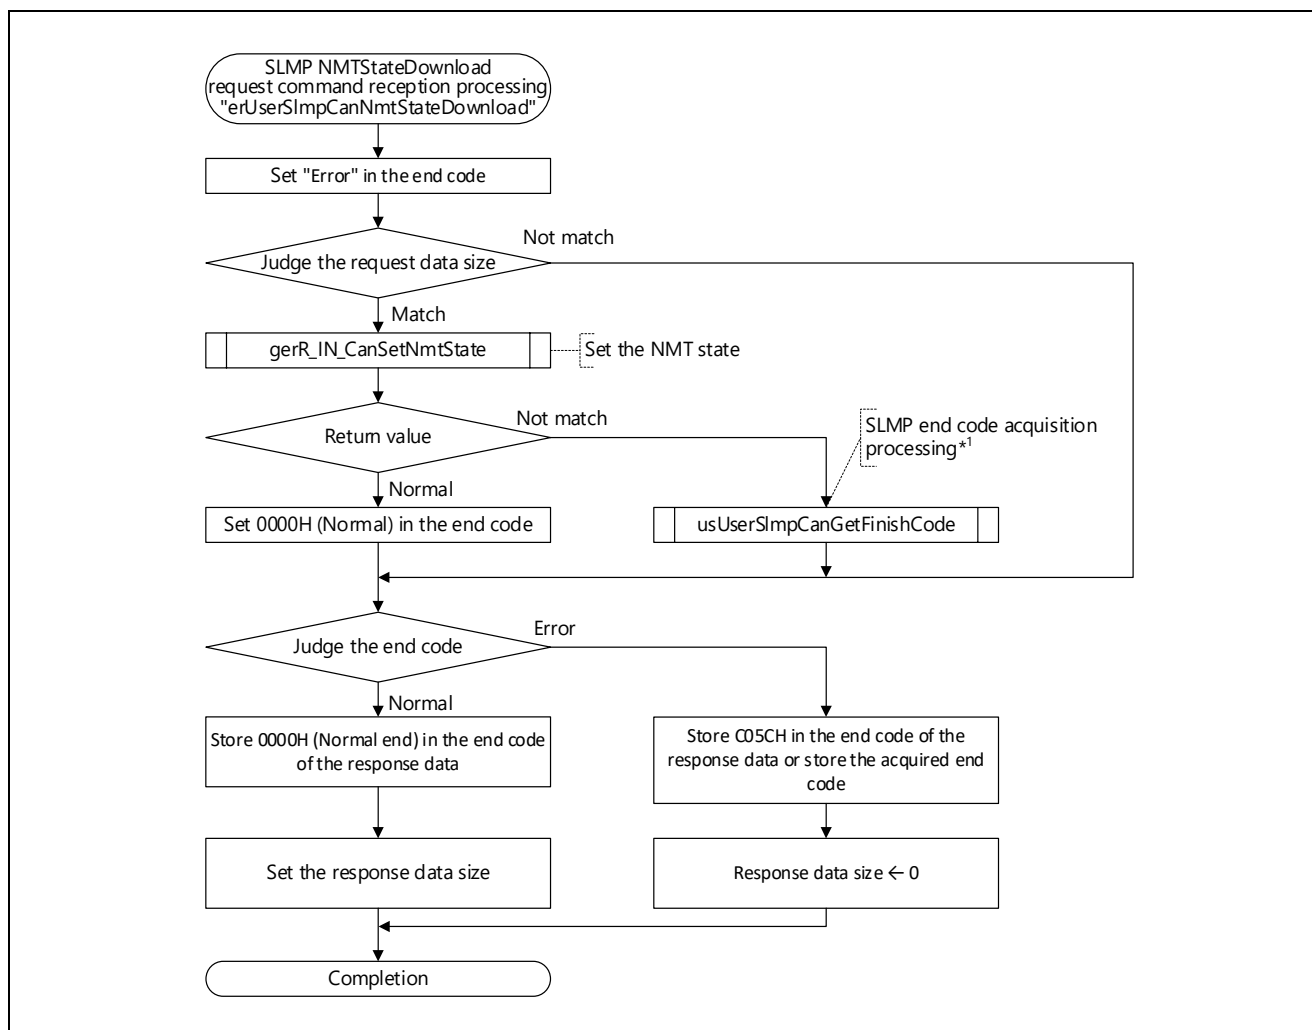 SLMP NMTStateDownload
request command reception processing
"erUserSlmpCanNmtStateDownload"
Set "Error" in the end code
Not match
Judge the request data size
Match
gerR_IN_CanSetNmtState
Set the NMT state
Not match
Return value
SLMP end code acquisition
processing*1
Normal
Set 0000H (Normal) in the end code
usUserSlmpCanGetFinishCode
Error
Judge the end code
Normal
Store 0000H (Normal end) in the end code
of the response data
Store C05CH in the end code of the
response data or store the acquired end
code
Set the response data size
Response data size ← 0
Completion